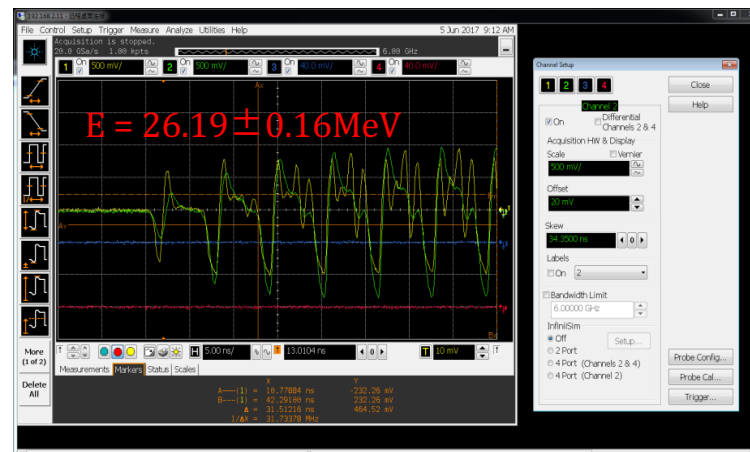 File Control Setup Trigger Measure Analyze Utilities Help 5 Jun 2017 9:12 AM
Acquisition is stopped.
20.0 GSa/s 1.00 kpts 6.00 GHz
1 On 500 mV/ 2 On 500 mV/ 3 On 40.0 mV/ 4 On 40.0 mV/
E = 26.19±0.16MeV
More
(1 of 2)
Delete
All
H 5.00 ns/ 13.0104 ns 0 T 10 mV
Measurements Markers Status Scales
X Y
A---(1) = 10.77884 ns -232.26 mV
B---(1) = 42.29100 ns 232.26 mV
Δ = 31.51216 ns 464.52 mV
1/ΔX = 31.73378 MHz
Channel Setup
1 2 3 4
Close
Help
Channel 2
On
Differential
Channels 2 & 4
Acquisition HW & Display
Scale Vernier
500 mV/
Offset
20 mV
Skew
34.3500 ns 0
Labels
On 2
Bandwidth Limit
6.00000 GHz
InfiniiSim
Off
Setup...
2 Port
4 Port (Channels 2 & 4)
4 Port (Channel 2)
Probe Config...
Probe Cal...
Trigger...